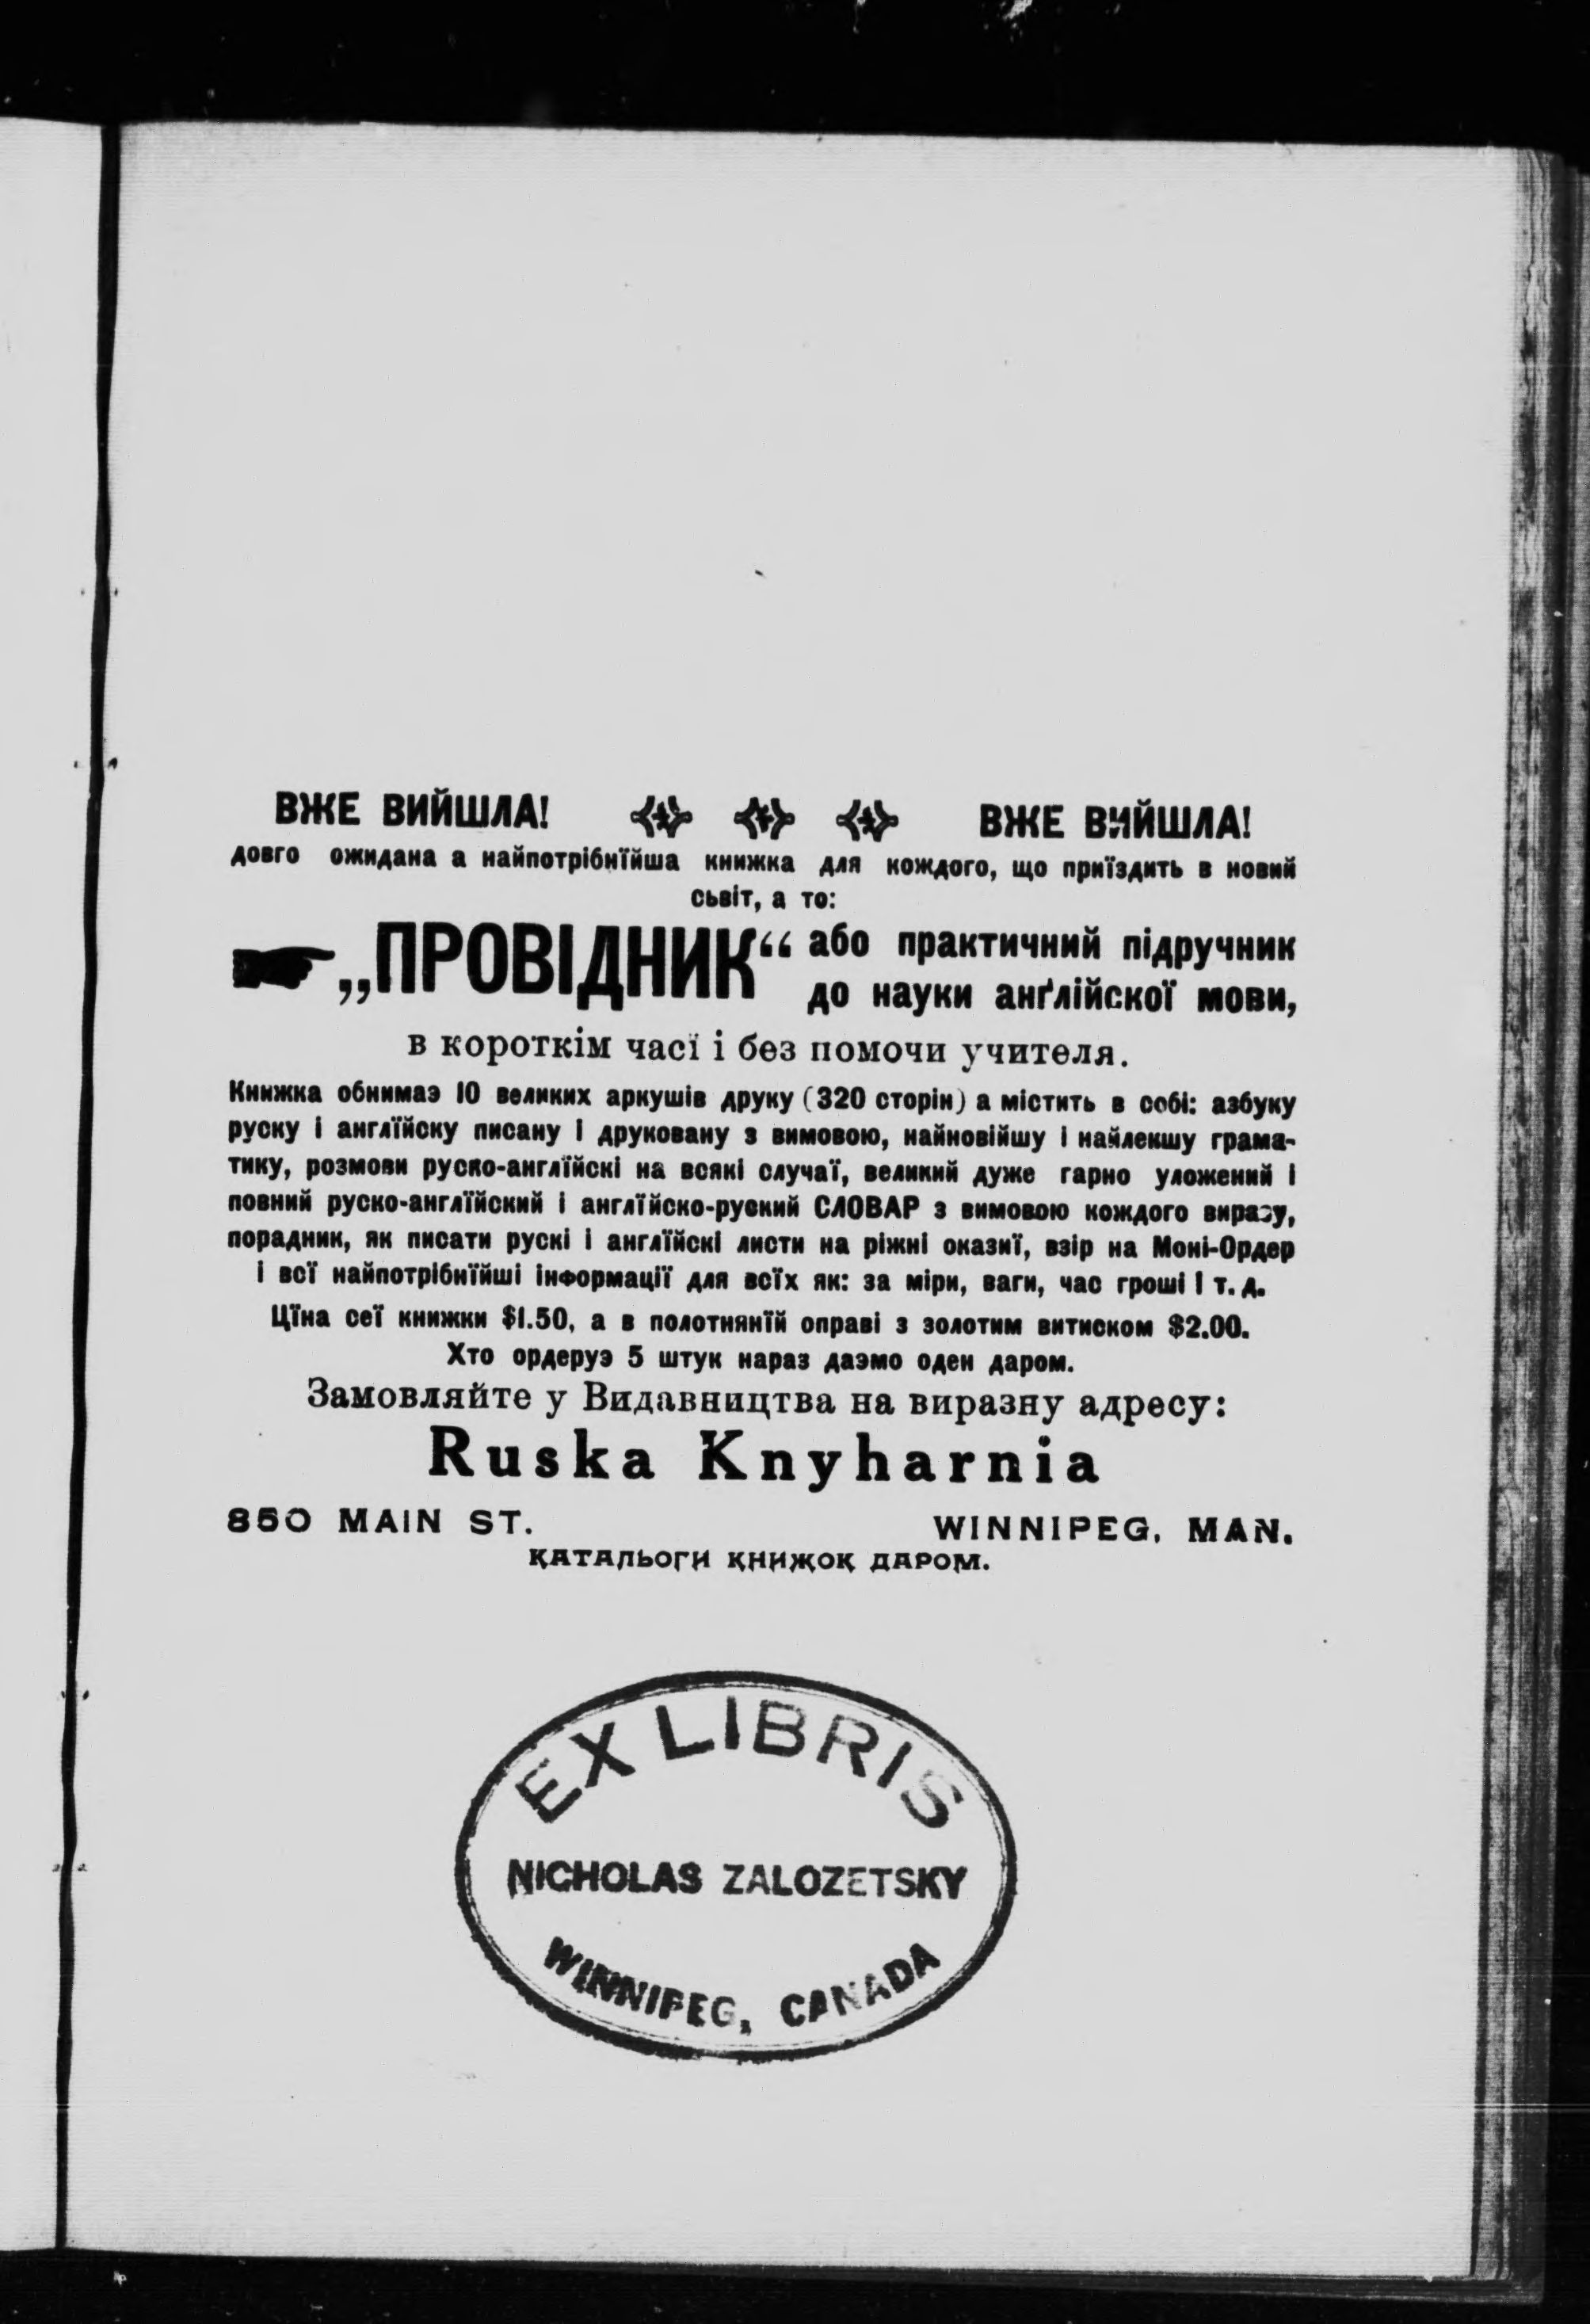 ВЖЕ ВИЙШЛА! ВЖЕ ВИЙШЛА!
довго ожидана а найпотрібнїйша книжка для кождого, що приїздить в новий
сьвіт, а то:
„ПРОВІДНИК“ або практичний підручник
до науки анґлійскої мови,
в короткім часї і без помочи учителя.
Книжка обнимаэ 10 великих аркушів друку (320 сторін) а містить в собі: азбуку
руску і англїйску писану і друковану з вимовою, найновійшу і найлекшу грама-
тику, розмови руско-англїйскі на всякі случаї, великий дуже гарно уложений і
повний руско-англїйский і англїйско-руский СЛОВАР з вимовою кождого виразу,
порадник, як писати рускі і англїйскі листи на ріжні оказиї, взір на Моні-Ордер
і всї найпотрібнїйші інформації для всїх як: за міри, ваги, час гроші і т. д.
Цїна сеї книжки $1.50, а в полотнянїй оправі з золотим витиском $2.00.
Хто ордеруэ 5 штук нараз даэмо оден даром.
Замовляйте у Видавництва на виразну адресу:
Ruska Knyharnia
850 MAIN ST. WINNIPEG, MAN.
КАТАЛЬОГИ КНИЖОК ДАРОМ.
EX LIBRIS
NICHOLAS ZALOZETSKY
WINNIPEG, CANADA